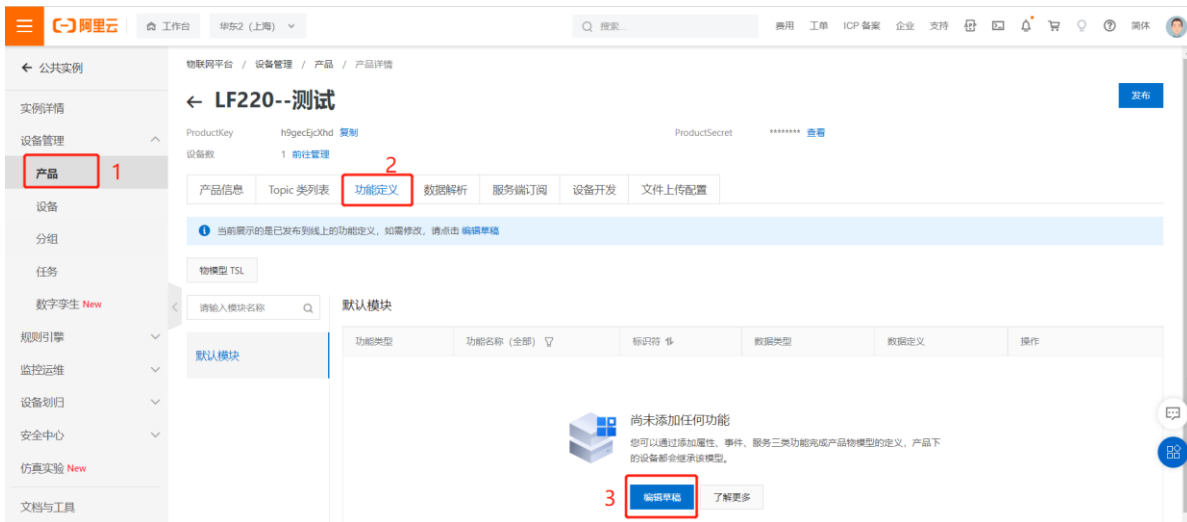 阿里云 工作台 华东2（上海） 搜索... 费用 工单 ICP 备案 企业 支持 简体
公共实例
实例详情
设备管理
产品 1
设备
分组
任务
数字孪生 New
规则引擎
监控运维
设备划归
安全中心
仿真实验 New
文档与工具
物联网平台 / 设备管理 / 产品 / 产品详情
LF220--测试 发布
ProductKey h9gecEjcXhd 复制 ProductSecret ******** 查看
设备数 1 前往管理
2
产品信息 Topic 类列表 功能定义 数据解析 服务端订阅 设备开发 文件上传配置
当前展示的是已发布到线上的功能定义，如需修改，请点击 编辑草稿
物模型 TSL
请输入模块名称 默认模块
默认模块
功能类型 功能名称（全部） 标识符 数据类型 数据定义 操作
尚未添加任何功能
您可以通过添加属性、事件、服务三类功能完成产品物模型的定义，产品下
的设备都会继承该模型。
3 编辑草稿 了解更多